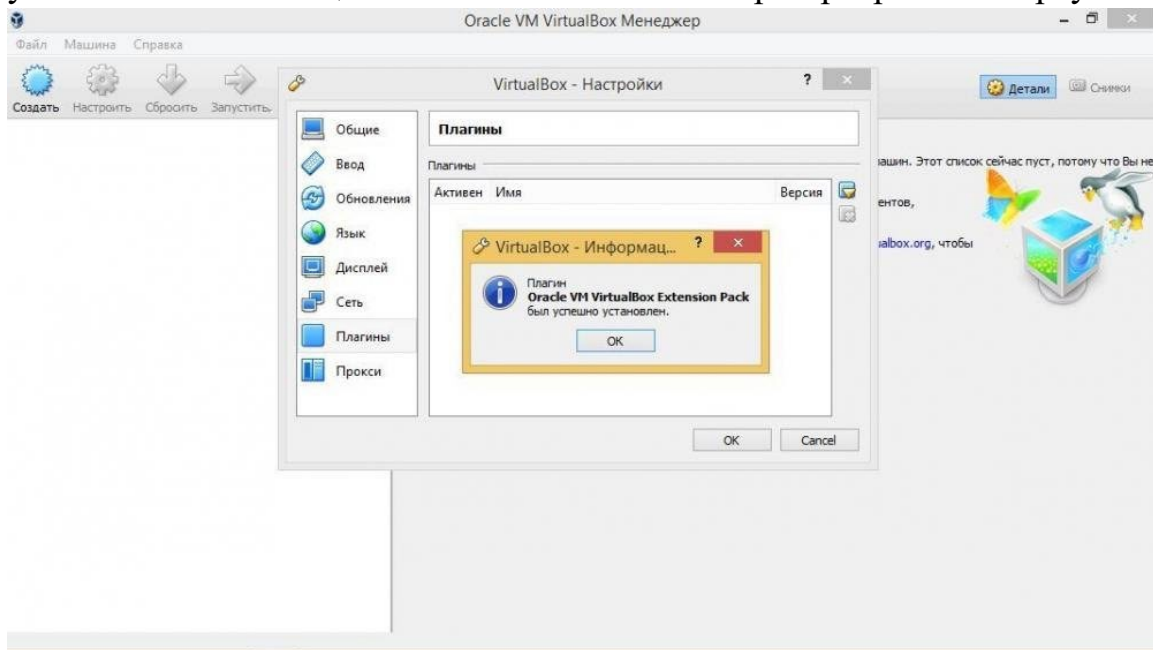 Oracle VM VirtualBox Менеджер
Файл Машина Справка
Создать Настроить Сбросить Запустить
Детали Снимки
VirtualBox - Настройки
?
Общие
Ввод
Обновления
Язык
Дисплей
Сеть
Плагины
Прокси
Плагины
Плагины
Активен Имя Версия
VirtualBox - Информац... ?
Плагин
Oracle VM VirtualBox Extension Pack
был успешно установлен.
OK
OK Cancel
машин. Этот список сейчас пуст, потому что Вы не
ентов,
ualbox.org, чтобы